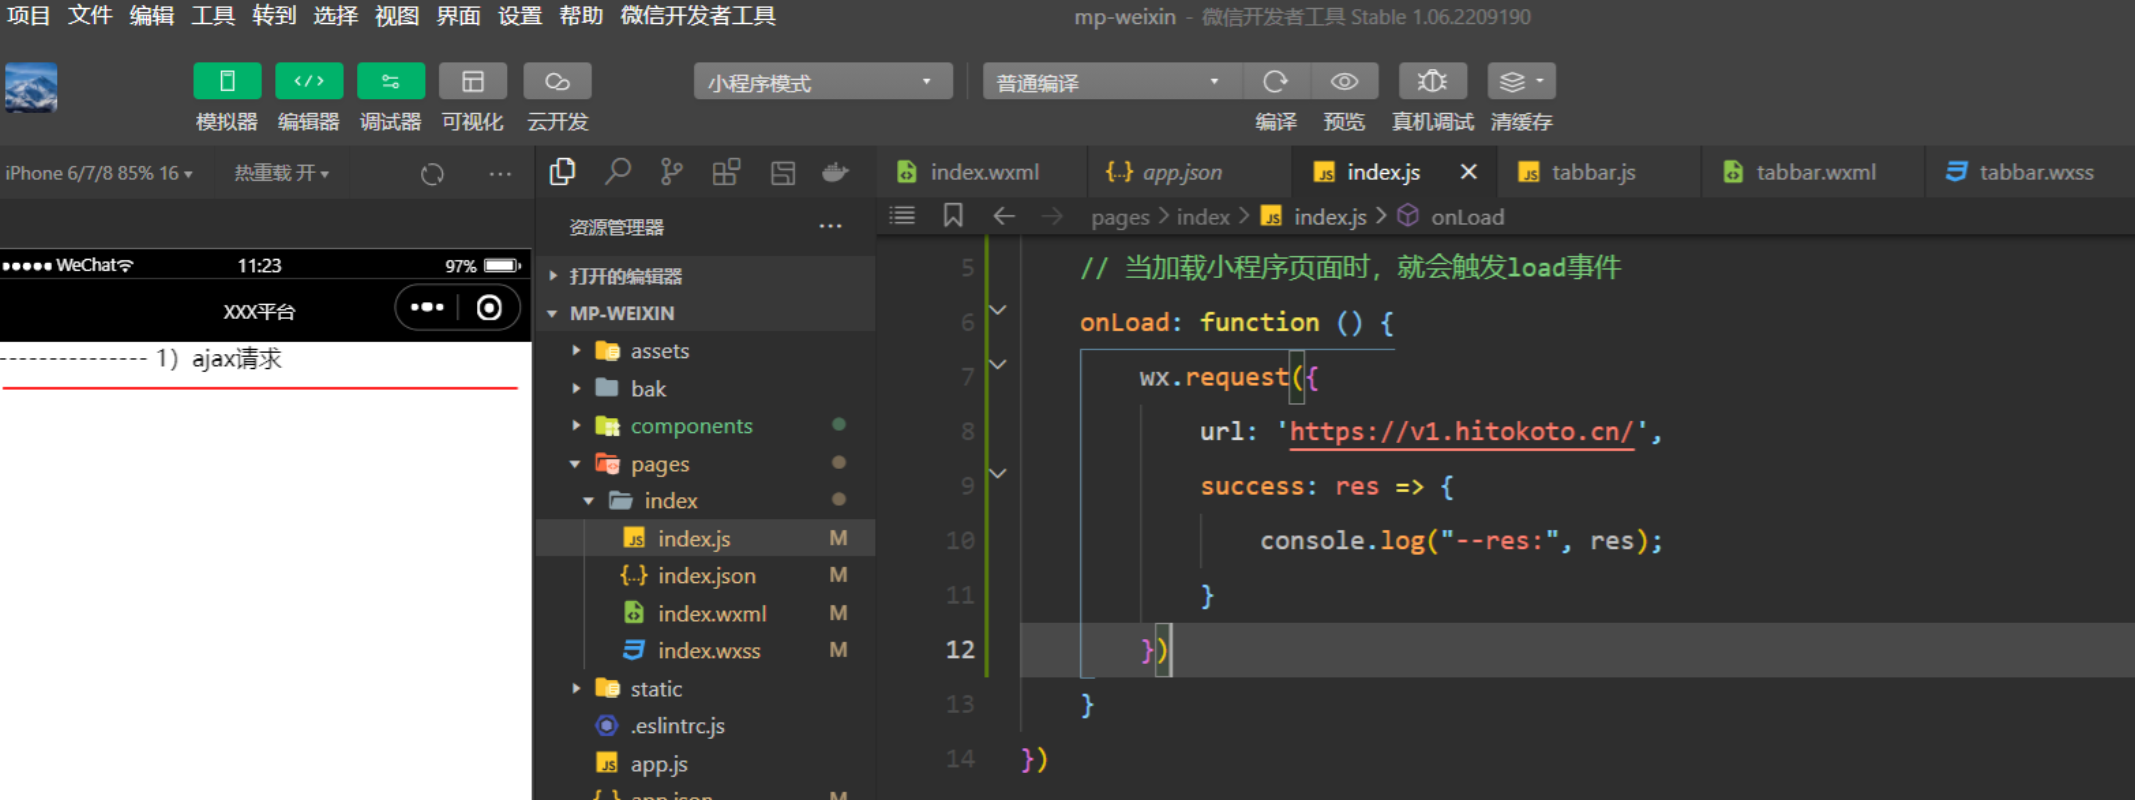 项目 文件 编辑 工具 转到 选择 视图 界面 设置 帮助 微信开发者工具
mp-weixin - 微信开发者工具 Stable 1.06.2209190
小程序模式
普通编译
模拟器 编辑器 调试器 可视化 云开发
编译 预览 真机调试 清缓存
iPhone 6/7/8 85% 16
热重载 开
WeChat
11:23
97%
XXX平台
--------------- 1）ajax请求
资源管理器
打开的编辑器
MP-WEIXIN
assets
bak
components
pages
index
index.js M
index.json M
index.wxml M
index.wxss M
static
.eslintrc.js
app.js
app.json M
index.wxml
app.json
index.js
tabbar.js
tabbar.wxml
tabbar.wxss
pages > index > index.js > onLoad
5 // 当加载小程序页面时，就会触发load事件
6 onLoad: function () {
7 wx.request({
8 url: 'https://v1.hitokoto.cn/',
9 success: res => {
10 console.log("--res:", res);
11 }
12 })
13 }
14 })